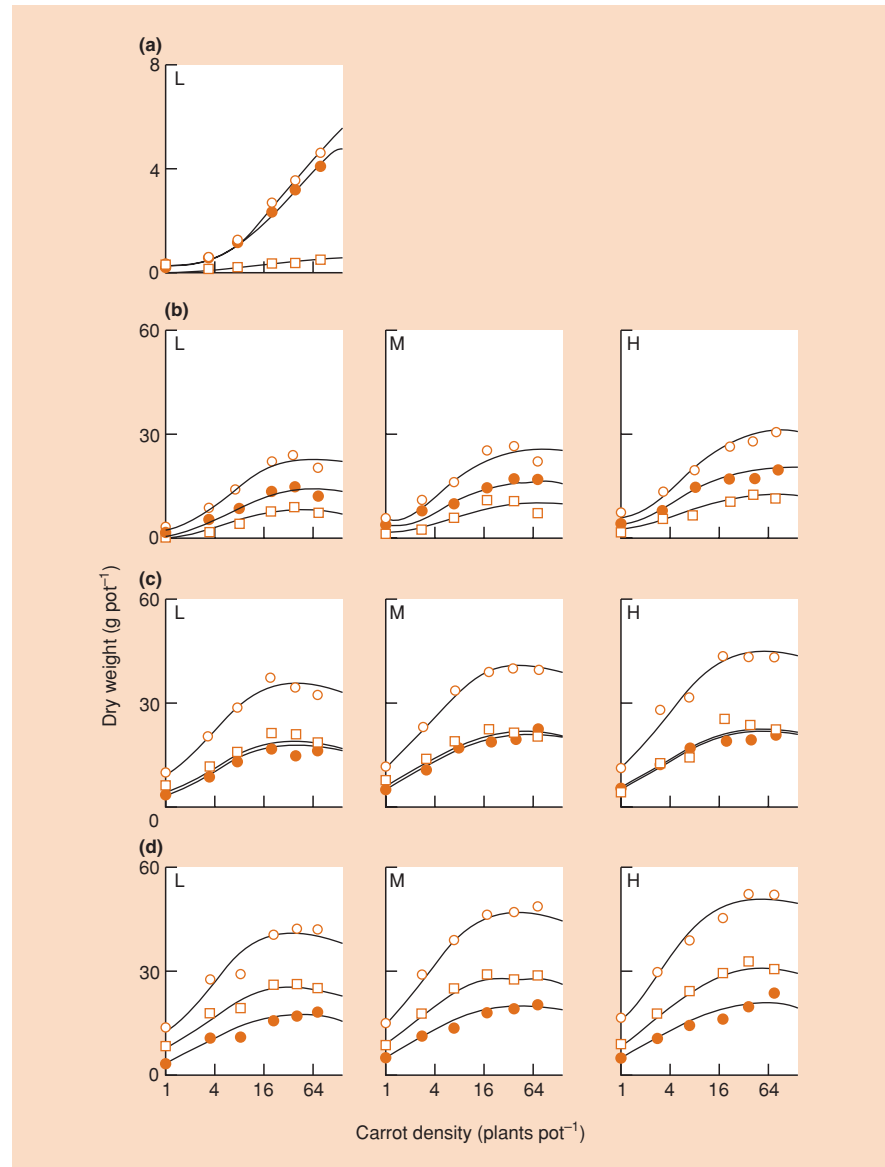 (a)
8
L
4
0
(b)
60
L
M
H
30
0
(c)
60
L
M
H
30
0
(d)
60
L
M
H
30
0
1 4 16 64
1 4 16 64
1 4 16 64
Dry weight (g pot⁻¹)
Carrot density (plants pot⁻¹)